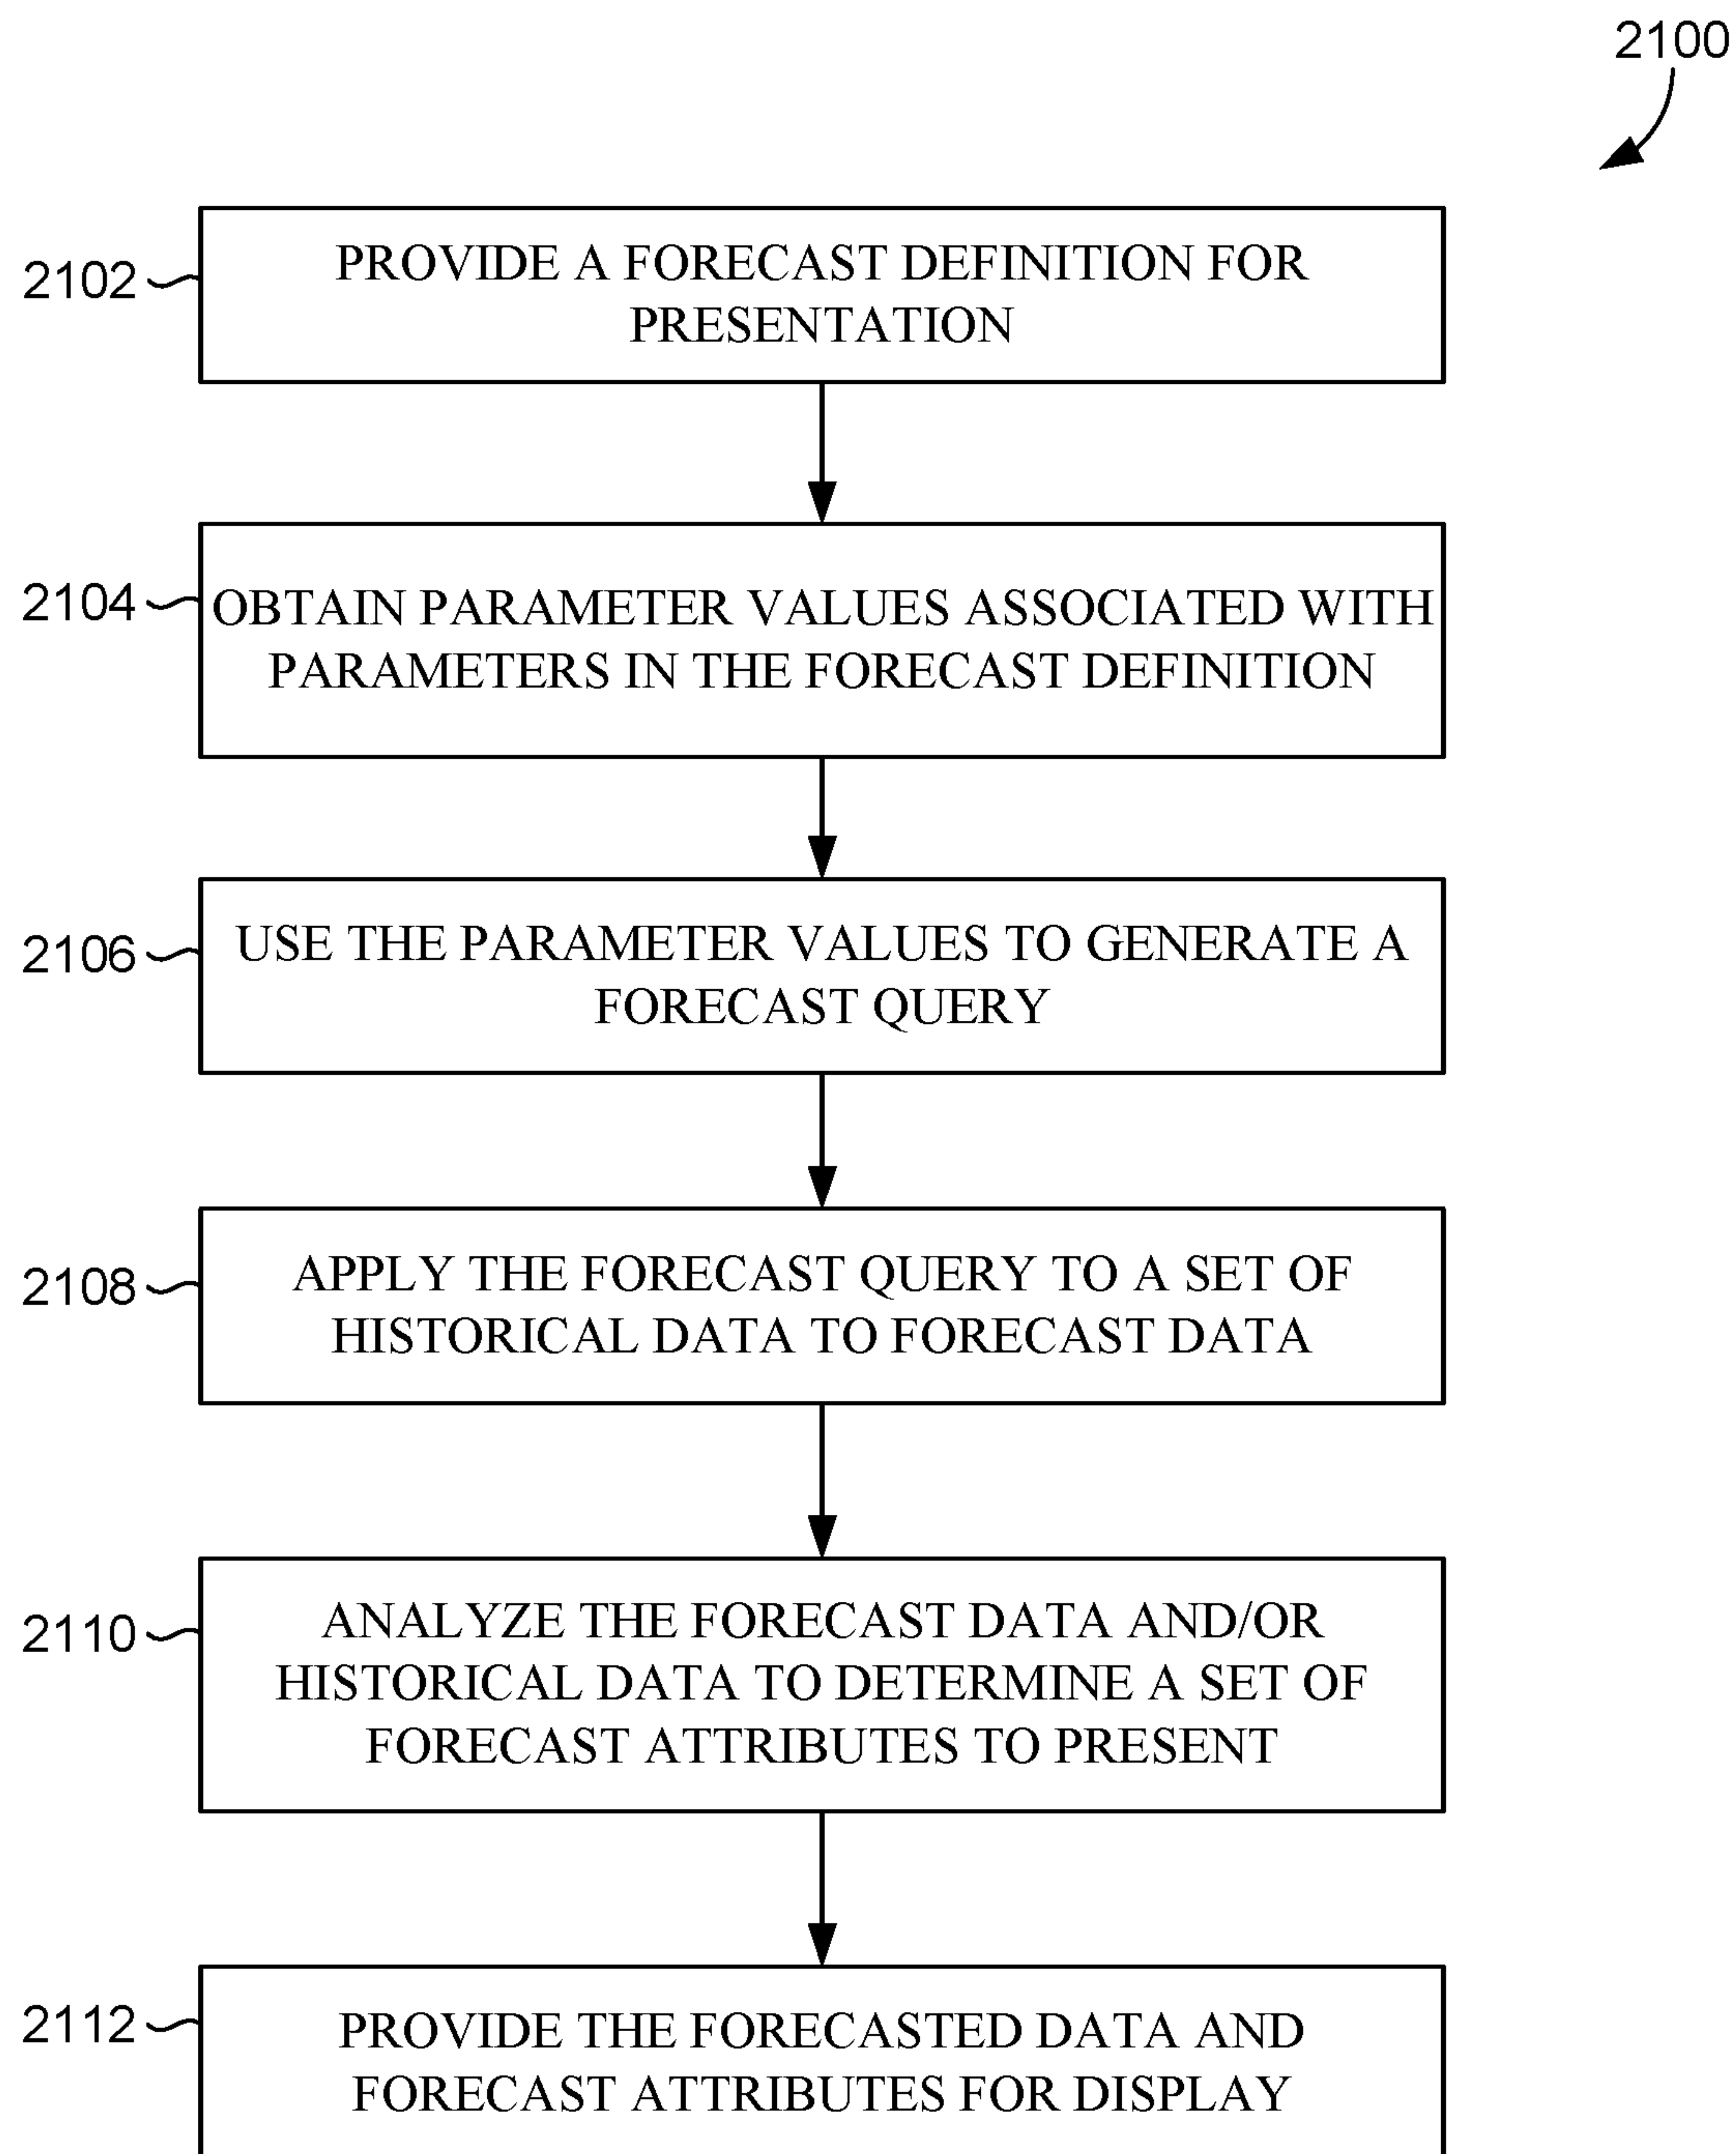 2100
2102
PROVIDE A FORECAST DEFINITION FOR
PRESENTATION
2104
OBTAIN PARAMETER VALUES ASSOCIATED WITH
PARAMETERS IN THE FORECAST DEFINITION
2106
USE THE PARAMETER VALUES TO GENERATE A
FORECAST QUERY
2108
APPLY THE FORECAST QUERY TO A SET OF
HISTORICAL DATA TO FORECAST DATA
2110
ANALYZE THE FORECAST DATA AND/OR
HISTORICAL DATA TO DETERMINE A SET OF
FORECAST ATTRIBUTES TO PRESENT
2112
PROVIDE THE FORECASTED DATA AND
FORECAST ATTRIBUTES FOR DISPLAY